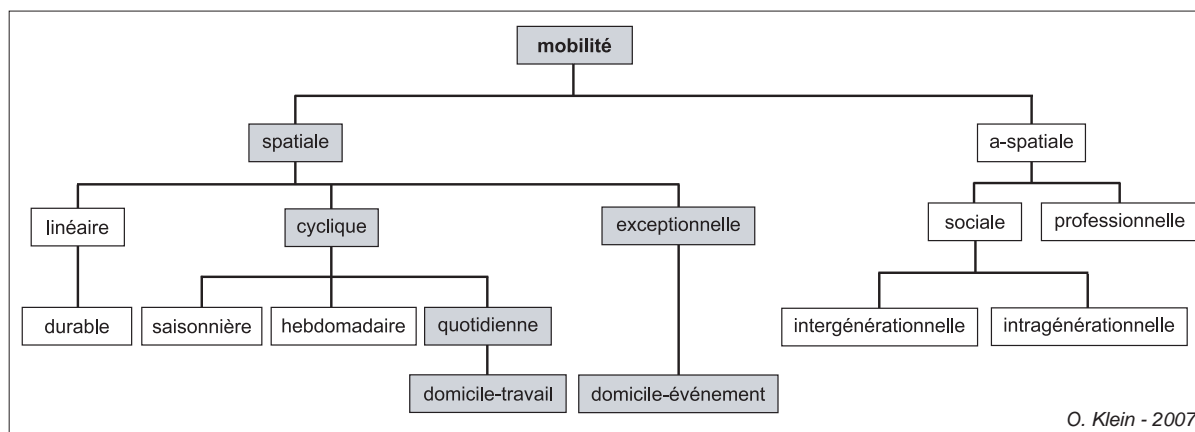 mobilité
spatiale
a-spatiale
linéaire
cyclique
exceptionnelle
sociale
professionnelle
durable
saisonnière
hebdomadaire
quotidienne
intergénérationnelle
intragénérationnelle
domicile-travail
domicile-événement
O. Klein - 2007